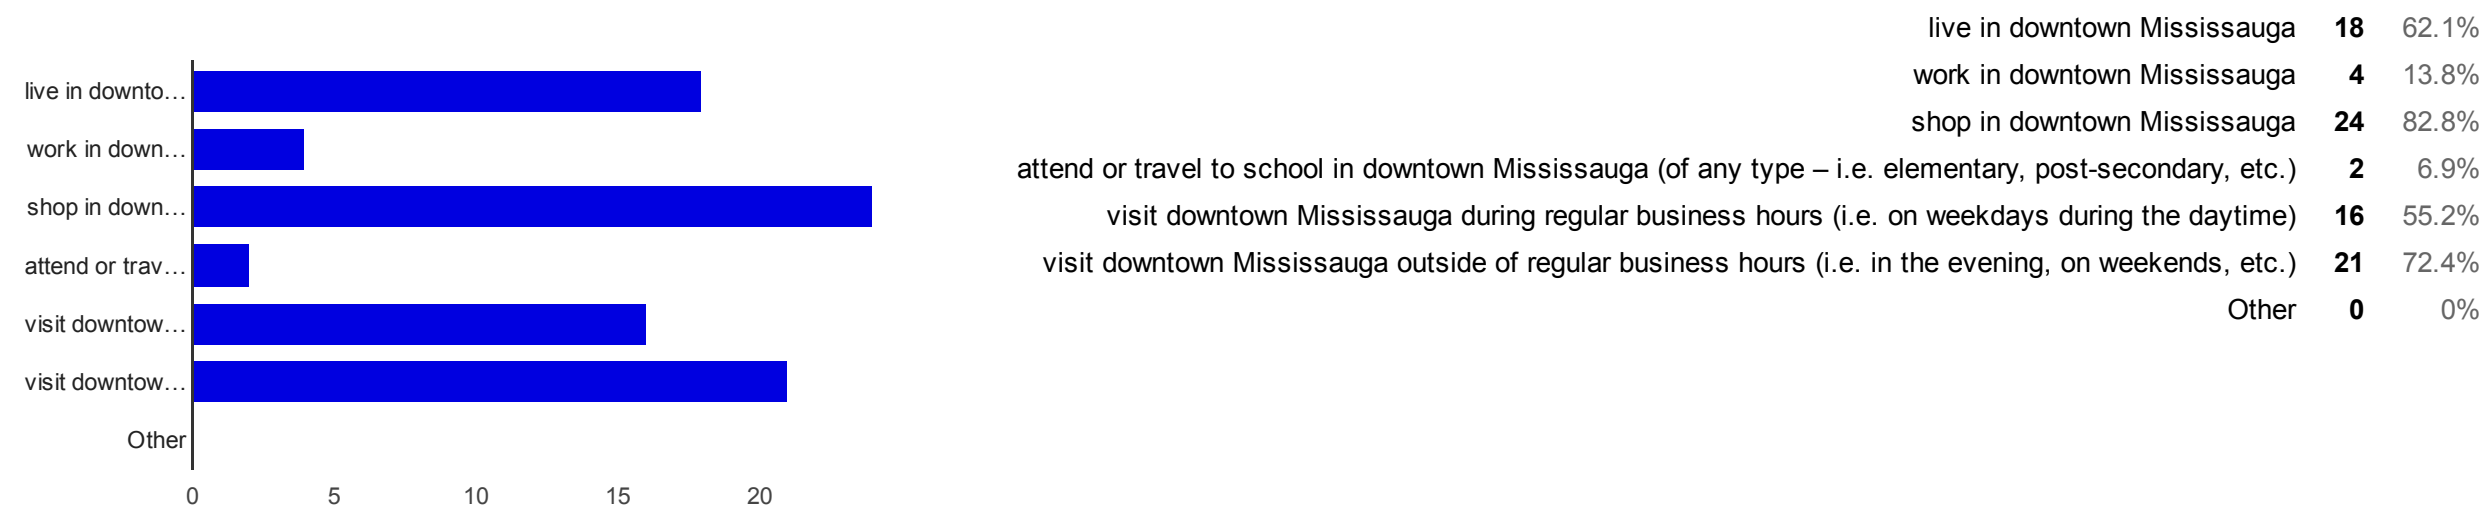 live in downto…
work in down…
shop in down…
attend or trav…
visit downtow…
visit downtow…
Other
0 5 10 15 20
live in downtown Mississauga 18 62.1%
work in downtown Mississauga 4 13.8%
shop in downtown Mississauga 24 82.8%
attend or travel to school in downtown Mississauga (of any type – i.e. elementary, post-secondary, etc.) 2 6.9%
visit downtown Mississauga during regular business hours (i.e. on weekdays during the daytime) 16 55.2%
visit downtown Mississauga outside of regular business hours (i.e. in the evening, on weekends, etc.) 21 72.4%
Other 0 0%